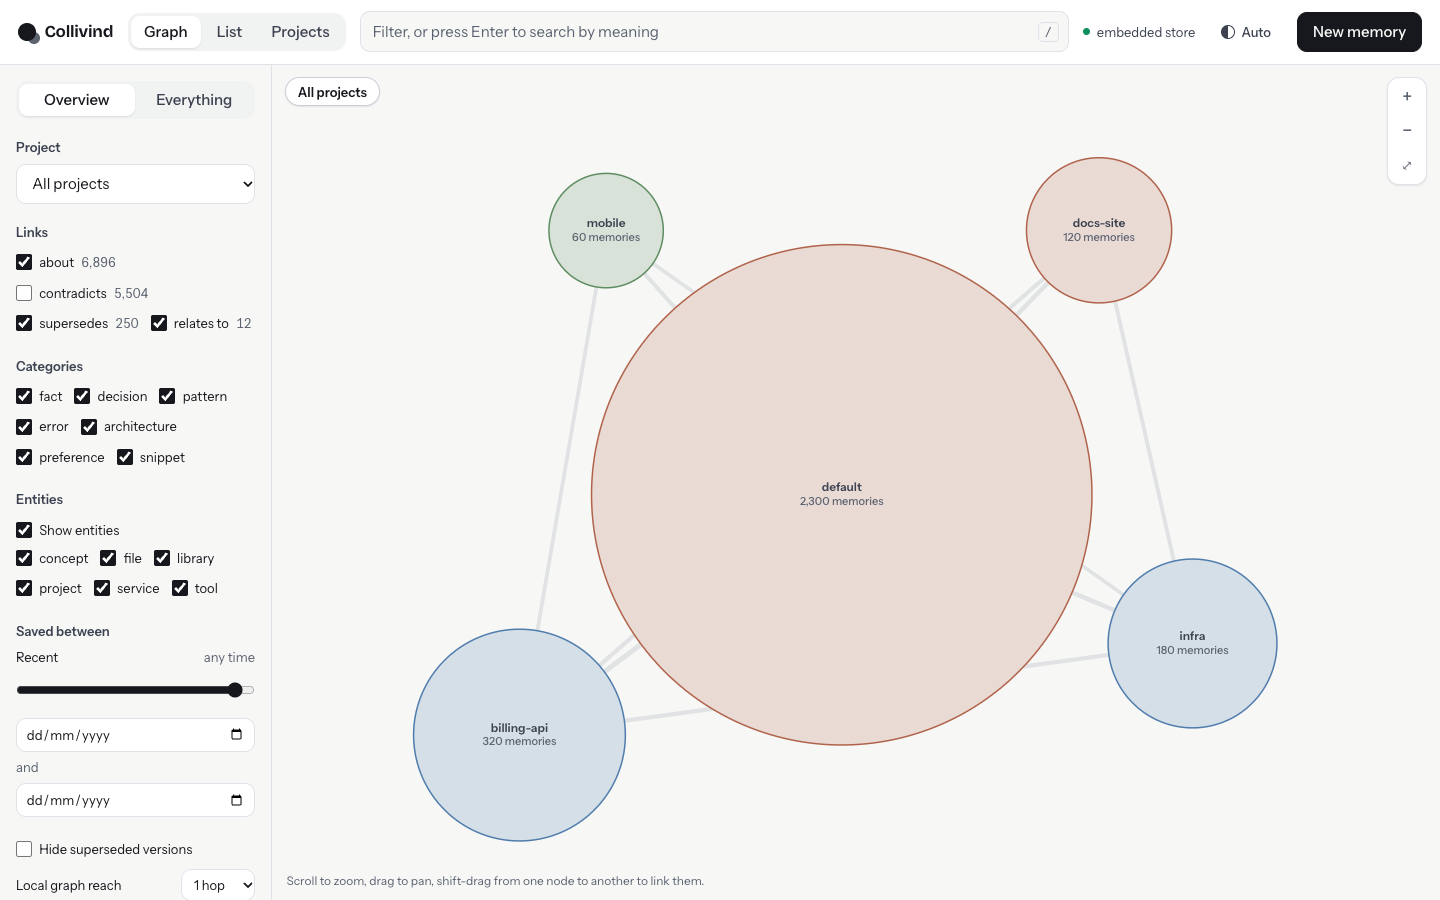 Collivind
Graph List Projects
Filter, or press Enter to search by meaning /
embedded store
Auto
New memory
Overview Everything
Project
All projects
Links
about 6,896
contradicts 5,504
supersedes 250 relates to 12
Categories
fact decision pattern
error architecture
preference snippet
Entities
Show entities
concept file library
project service tool
Saved between
Recent any time
dd/mm/yyyy
and
dd/mm/yyyy
Hide superseded versions
Local graph reach 1 hop
All projects
+
−
mobile
60 memories
docs-site
120 memories
default
2,300 memories
infra
180 memories
billing-api
320 memories
Scroll to zoom, drag to pan, shift-drag from one node to another to link them.